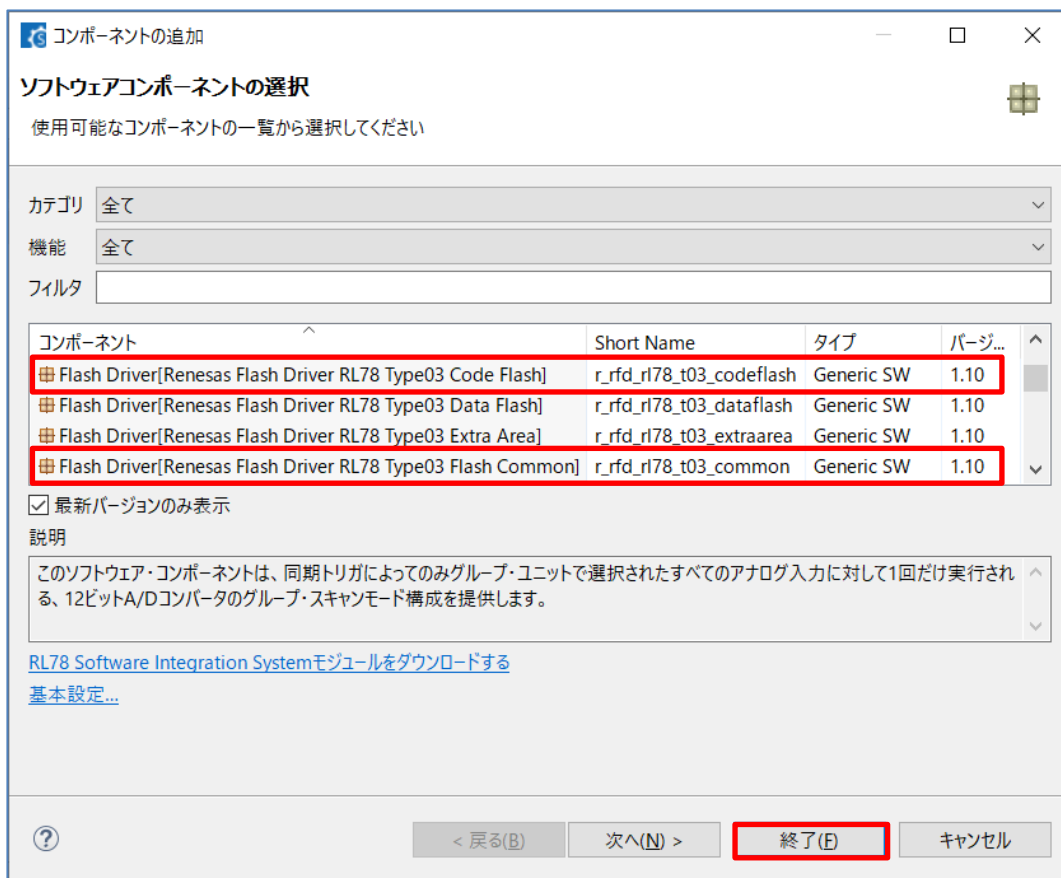 コンポーネントの追加
ソフトウェアコンポーネントの選択
使用可能なコンポーネントの一覧から選択してください
カテゴリ 全て
機能 全て
フィルタ
コンポーネント Short Name タイプ バージ...
Flash Driver[Renesas Flash Driver RL78 Type03 Code Flash] r_rfd_rl78_t03_codeflash Generic SW 1.10
Flash Driver[Renesas Flash Driver RL78 Type03 Data Flash] r_rfd_rl78_t03_dataflash Generic SW 1.10
Flash Driver[Renesas Flash Driver RL78 Type03 Extra Area] r_rfd_rl78_t03_extraarea Generic SW 1.10
Flash Driver[Renesas Flash Driver RL78 Type03 Flash Common] r_rfd_rl78_t03_common Generic SW 1.10
最新バージョンのみ表示
説明
このソフトウェア・コンポーネントは、同期トリガによってのみグループ・ユニットで選択されたすべてのアナログ入力に対して1回だけ実行され
る、12ビットA/Dコンバータのグループ・スキャンモード構成を提供します。
RL78 Software Integration Systemモジュールをダウンロードする
基本設定...
< 戻る(B) 次へ(N) > 終了(F) キャンセル